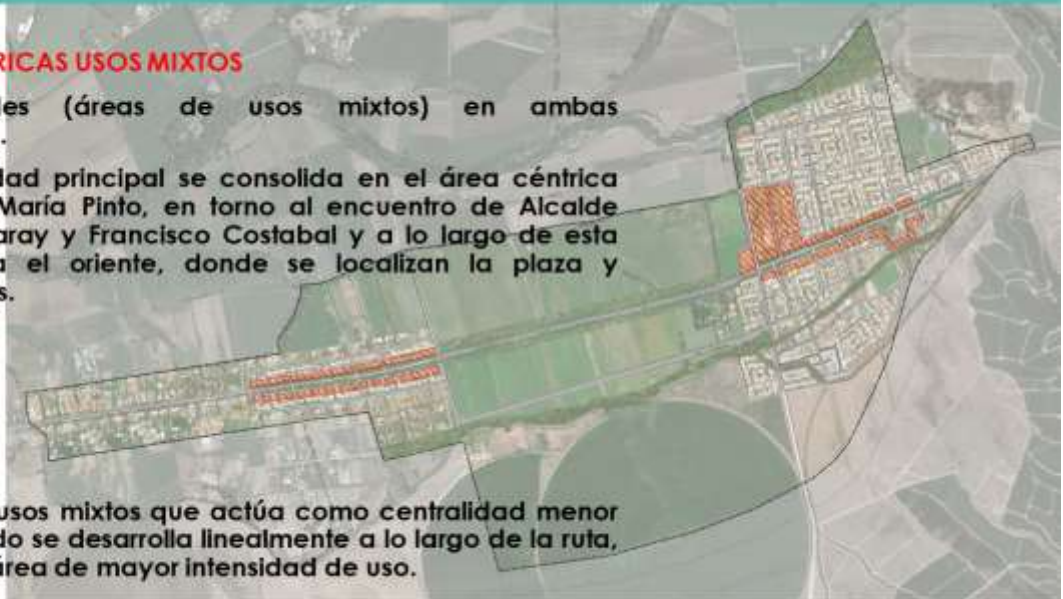 RICAS USOS MIXTOS
les (áreas de usos mixtos) en ambas
.
dad principal se consolida en el área céntrica
María Pinto, en torno al encuentro de Alcalde
aray y Francisco Costabal y a lo largo de esta
a el oriente, donde se localizan la plaza y
s.
usos mixtos que actúa como centralidad menor
do se desarrolla linealmente a lo largo de la ruta,
área de mayor intensidad de uso.